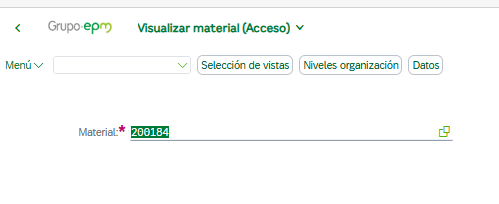 Grupo·epm Visualizar material (Acceso)
Menú Selección de vistas Niveles organización Datos
Material:* 200184